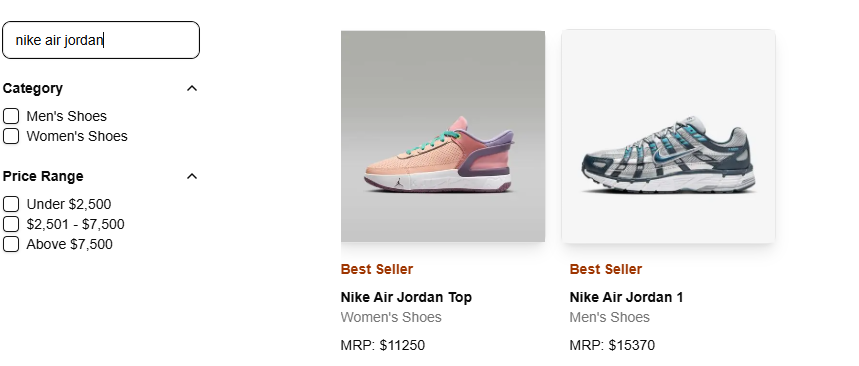 nike air jordan
Category
Men's Shoes
Women's Shoes
Price Range
Under $2,500
$2,501 - $7,500
Above $7,500
Best Seller
Nike Air Jordan Top
Women's Shoes
MRP: $11250
Best Seller
Nike Air Jordan 1
Men's Shoes
MRP: $15370